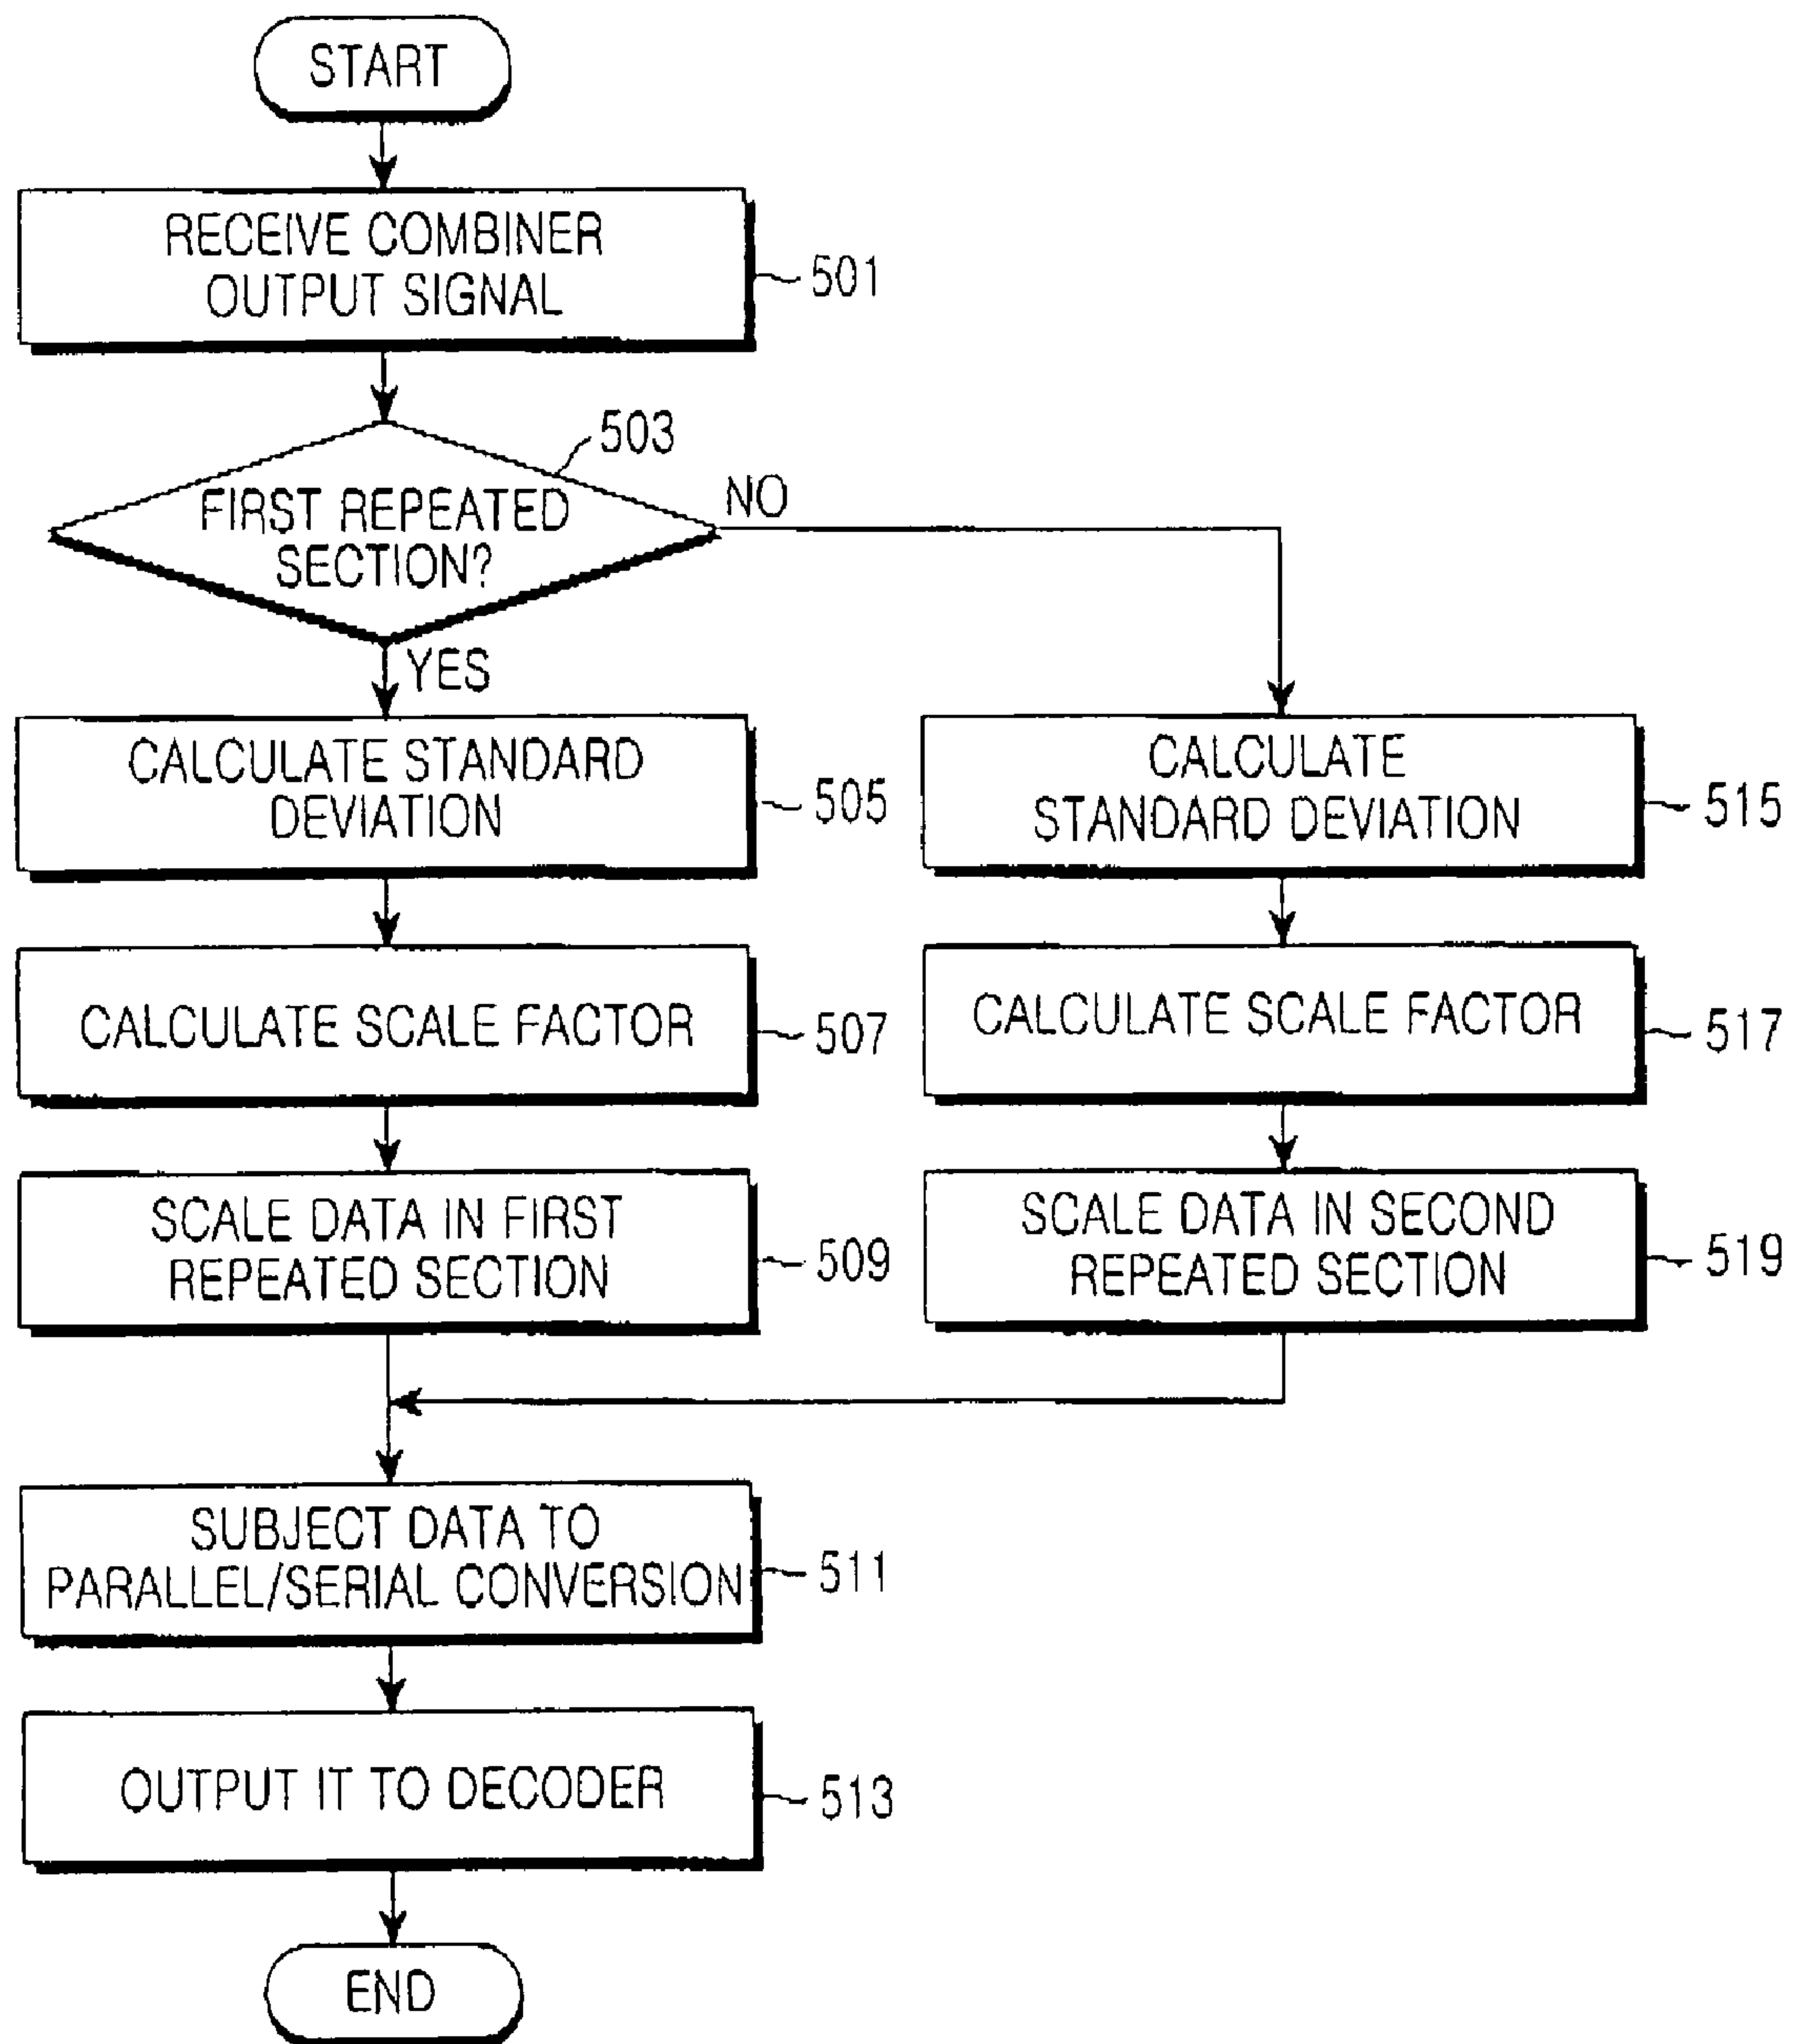 START
RECEIVE COMBINER
OUTPUT SIGNAL
501
503
FIRST REPEATED
SECTION?
NO
YES
CALCULATE STANDARD
DEVIATION
505
CALCULATE
STANDARD DEVIATION
515
CALCULATE SCALE FACTOR
507
CALCULATE SCALE FACTOR
517
SCALE DATA IN FIRST
REPEATED SECTION
509
SCALE DATA IN SECOND
REPEATED SECTION
519
SUBJECT DATA TO
PARALLEL/SERIAL CONVERSION
511
OUTPUT IT TO DECODER
513
END